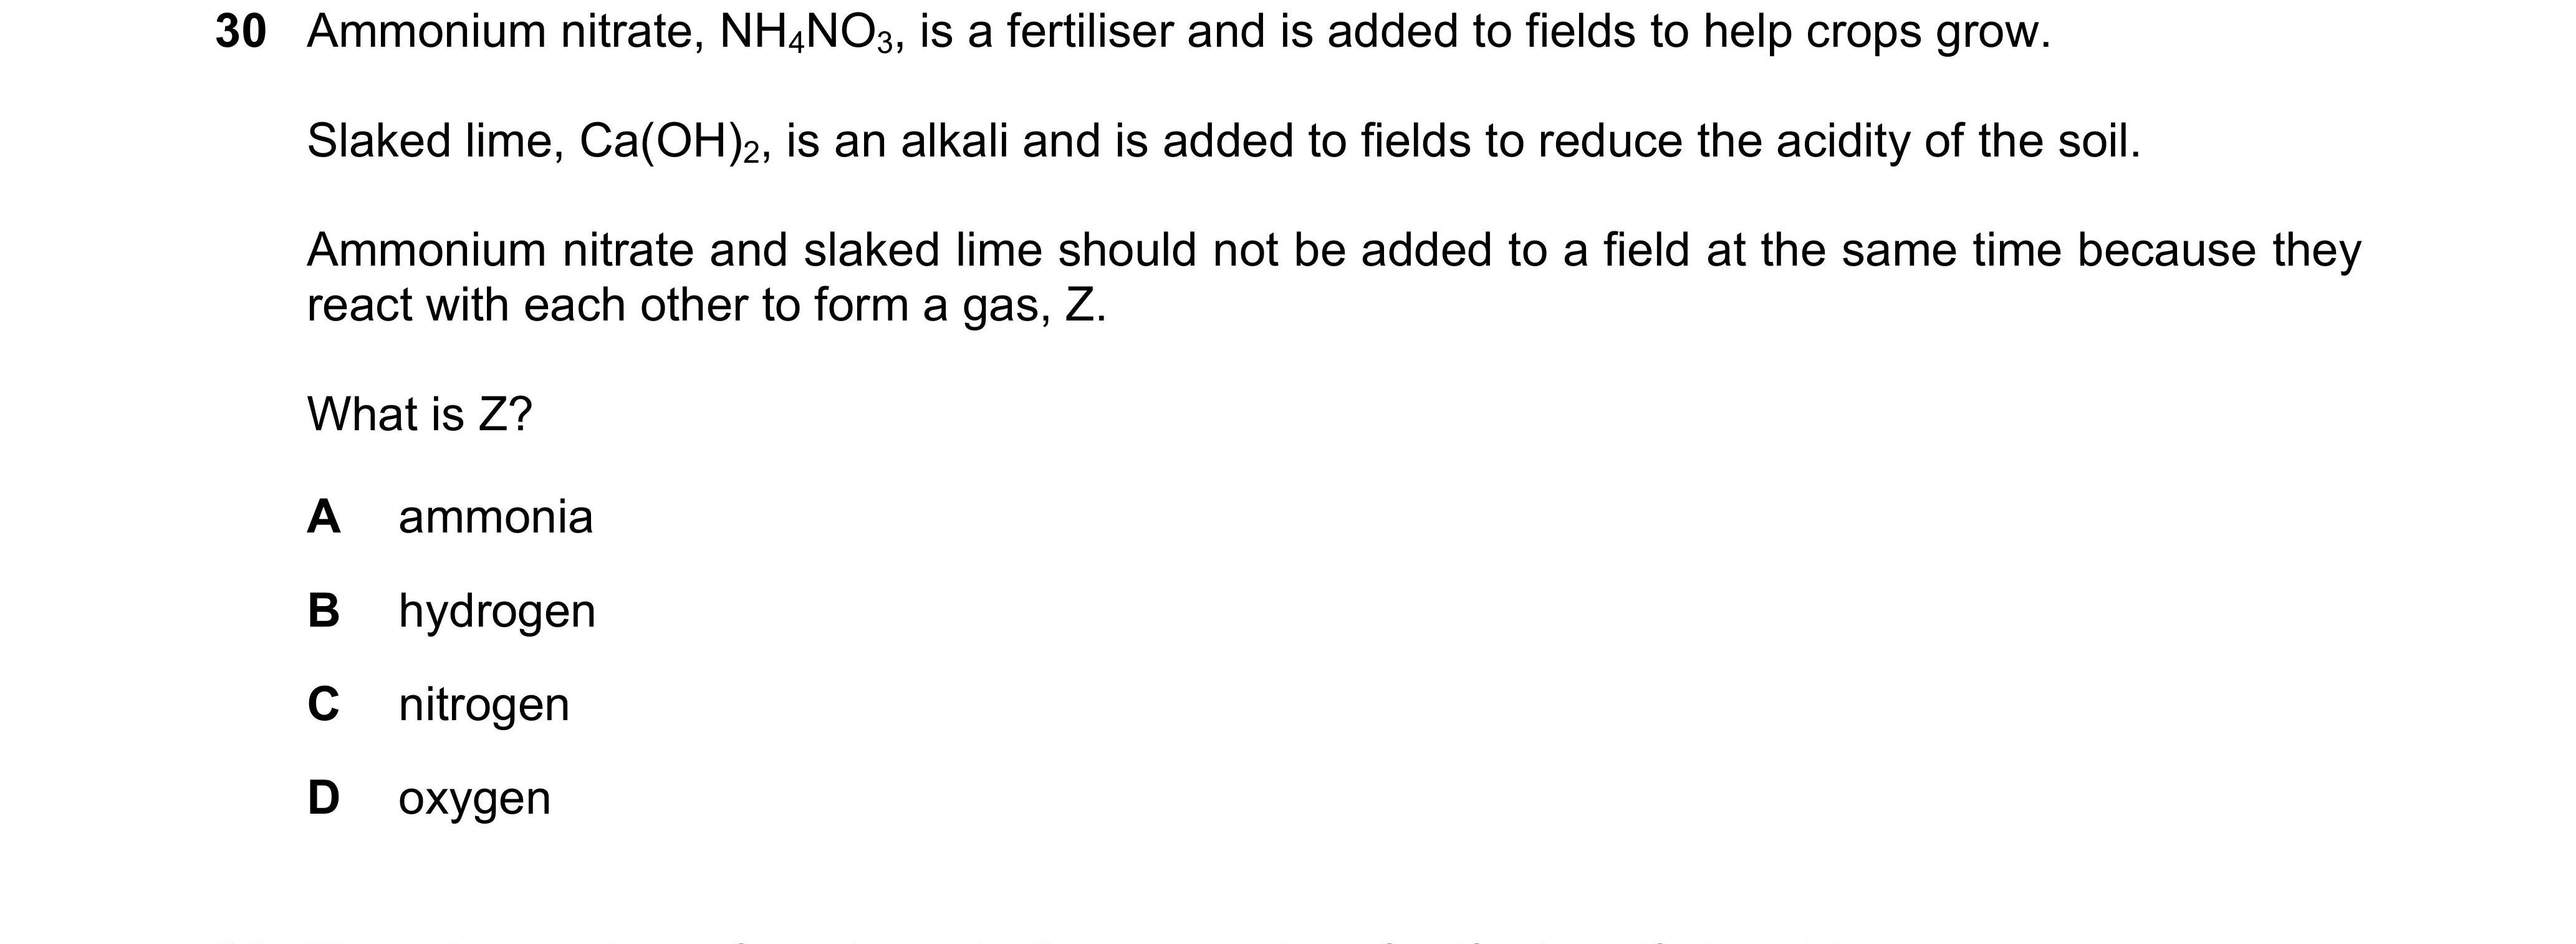 30 Ammonium nitrate, NH₄NO₃, is a fertiliser and is added to fields to help crops grow.
Slaked lime, Ca(OH)₂, is an alkali and is added to fields to reduce the acidity of the soil.
Ammonium nitrate and slaked lime should not be added to a field at the same time because they
react with each other to form a gas, Z.
What is Z?
A ammonia
B hydrogen
C nitrogen
D oxygen